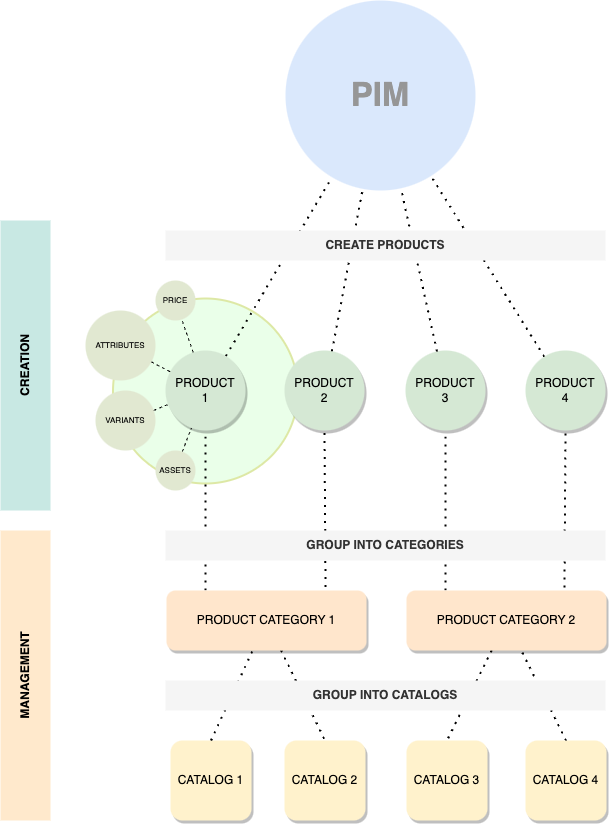 PIM
CREATE PRODUCTS
CREATION
PRICE
ATTRIBUTES
VARIANTS
ASSETS
PRODUCT
1
PRODUCT
2
PRODUCT
3
PRODUCT
4
MANAGEMENT
GROUP INTO CATEGORIES
PRODUCT CATEGORY 1
PRODUCT CATEGORY 2
GROUP INTO CATALOGS
CATALOG 1
CATALOG 2
CATALOG 3
CATALOG 4